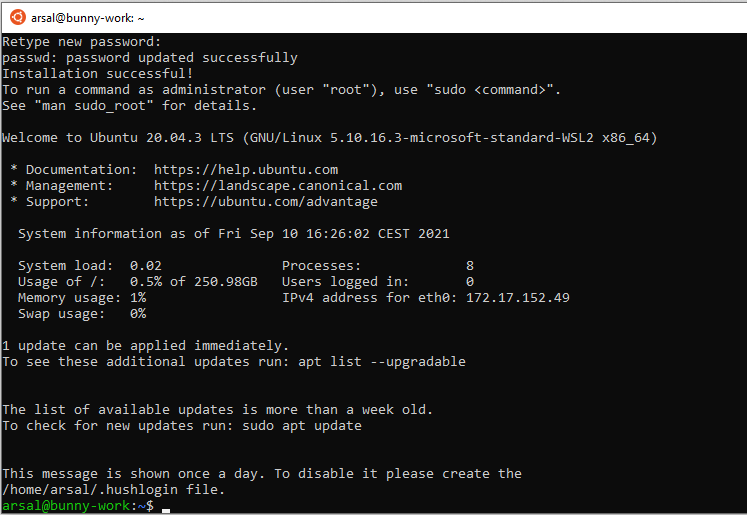 arsal@bunny-work: ~
Retype new password:
passwd: password updated successfully
Installation successful!
To run a command as administrator (user "root"), use "sudo <command>".
See "man sudo_root" for details.
Welcome to Ubuntu 20.04.3 LTS (GNU/Linux 5.10.16.3-microsoft-standard-WSL2 x86_64)
* Documentation:  https://help.ubuntu.com
* Management:     https://landscape.canonical.com
* Support:        https://ubuntu.com/advantage
System information as of Fri Sep 10 16:26:02 CEST 2021
System load:  0.02               Processes:             8
Usage of /:   0.5% of 250.98GB   Users logged in:       0
Memory usage: 1%                 IPv4 address for eth0: 172.17.152.49
Swap usage:   0%
1 update can be applied immediately.
To see these additional updates run: apt list --upgradable
The list of available updates is more than a week old.
To check for new updates run: sudo apt update
This message is shown once a day. To disable it please create the
/home/arsal/.hushlogin file.
arsal@bunny-work:~$